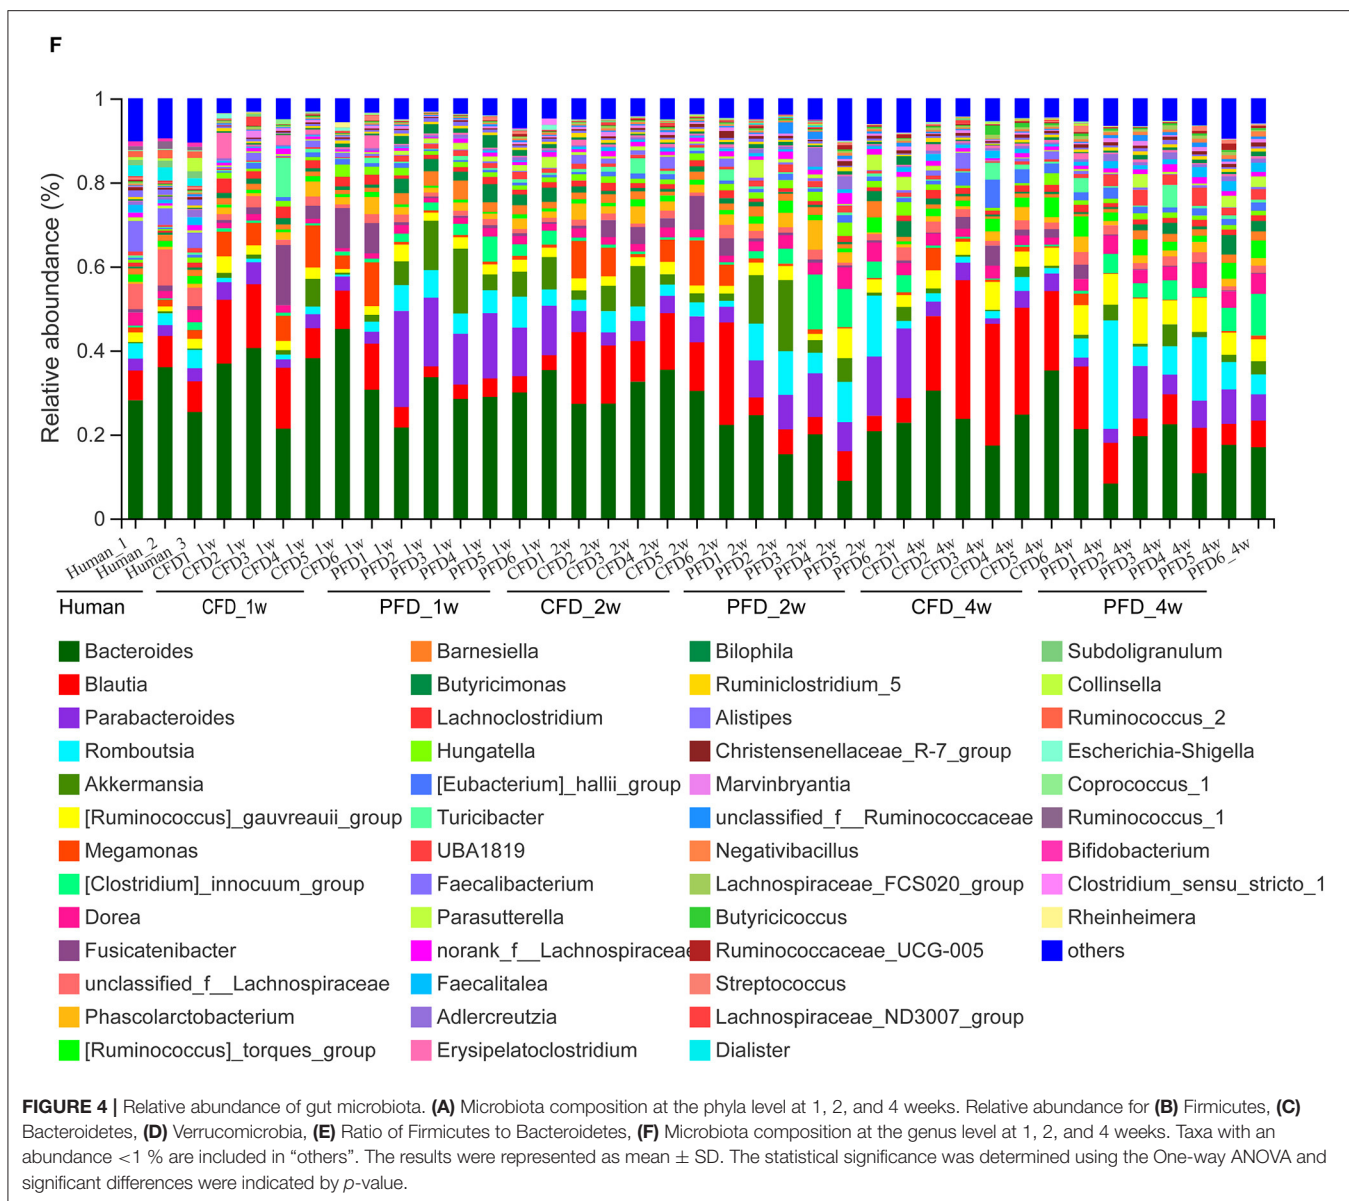 F
Relative aboundance (%)
1
0.8
0.6
0.4
0.2
0
Human_1
Human_2
Human_3
CFD1_1w
CFD2_1w
CFD3_1w
CFD4_1w
CFD5_1w
CFD6_1w
PFD1_1w
PFD2_1w
PFD3_1w
PFD4_1w
PFD5_1w
PFD6_1w
CFD1_2w
CFD2_2w
CFD3_2w
CFD4_2w
CFD5_2w
CFD6_2w
PFD1_2w
PFD2_2w
PFD3_2w
PFD4_2w
PFD5_2w
PFD6_2w
CFD1_4w
CFD2_4w
CFD3_4w
CFD4_4w
CFD5_4w
CFD6_4w
PFD1_4w
PFD2_4w
PFD3_4w
PFD4_4w
PFD5_4w
PFD6_4w
Human
CFD_1w
PFD_1w
CFD_2w
PFD_2w
CFD_4w
PFD_4w
Bacteroides
Blautia
Parabacteroides
Romboutsia
Akkermansia
[Ruminococcus]_gauvreauii_group
Megamonas
[Clostridium]_innocuum_group
Dorea
Fusicatenibacter
unclassified_f__Lachnospiraceae
Phascolarctobacterium
[Ruminococcus]_torques_group
Barnesiella
Butyricimonas
Lachnoclostridium
Hungatella
[Eubacterium]_hallii_group
Turicibacter
UBA1819
Faecalibacterium
Parasutterella
norank_f__Lachnospiraceae
Faecalitalea
Adlercreutzia
Erysipelatoclostridium
Bilophila
Ruminiclostridium_5
Alistipes
Christensenellaceae_R-7_group
Marvinbryantia
unclassified_f__Ruminococcaceae
Negativibacillus
Lachnospiraceae_FCS020_group
Butyricicoccus
Ruminococcaceae_UCG-005
Streptococcus
Lachnospiraceae_ND3007_group
Dialister
Subdoligranulum
Collinsella
Ruminococcus_2
Escherichia-Shigella
Coprococcus_1
Ruminococcus_1
Bifidobacterium
Clostridium_sensu_stricto_1
Rheinheimera
others
FIGURE 4 | Relative abundance of gut microbiota. (A) Microbiota composition at the phyla level at 1, 2, and 4 weeks. Relative abundance for (B) Firmicutes, (C)
Bacteroidetes, (D) Verrucomicrobia, (E) Ratio of Firmicutes to Bacteroidetes, (F) Microbiota composition at the genus level at 1, 2, and 4 weeks. Taxa with an
abundance <1 % are included in “others”. The results were represented as mean ± SD. The statistical significance was determined using the One-way ANOVA and
significant differences were indicated by p-value.